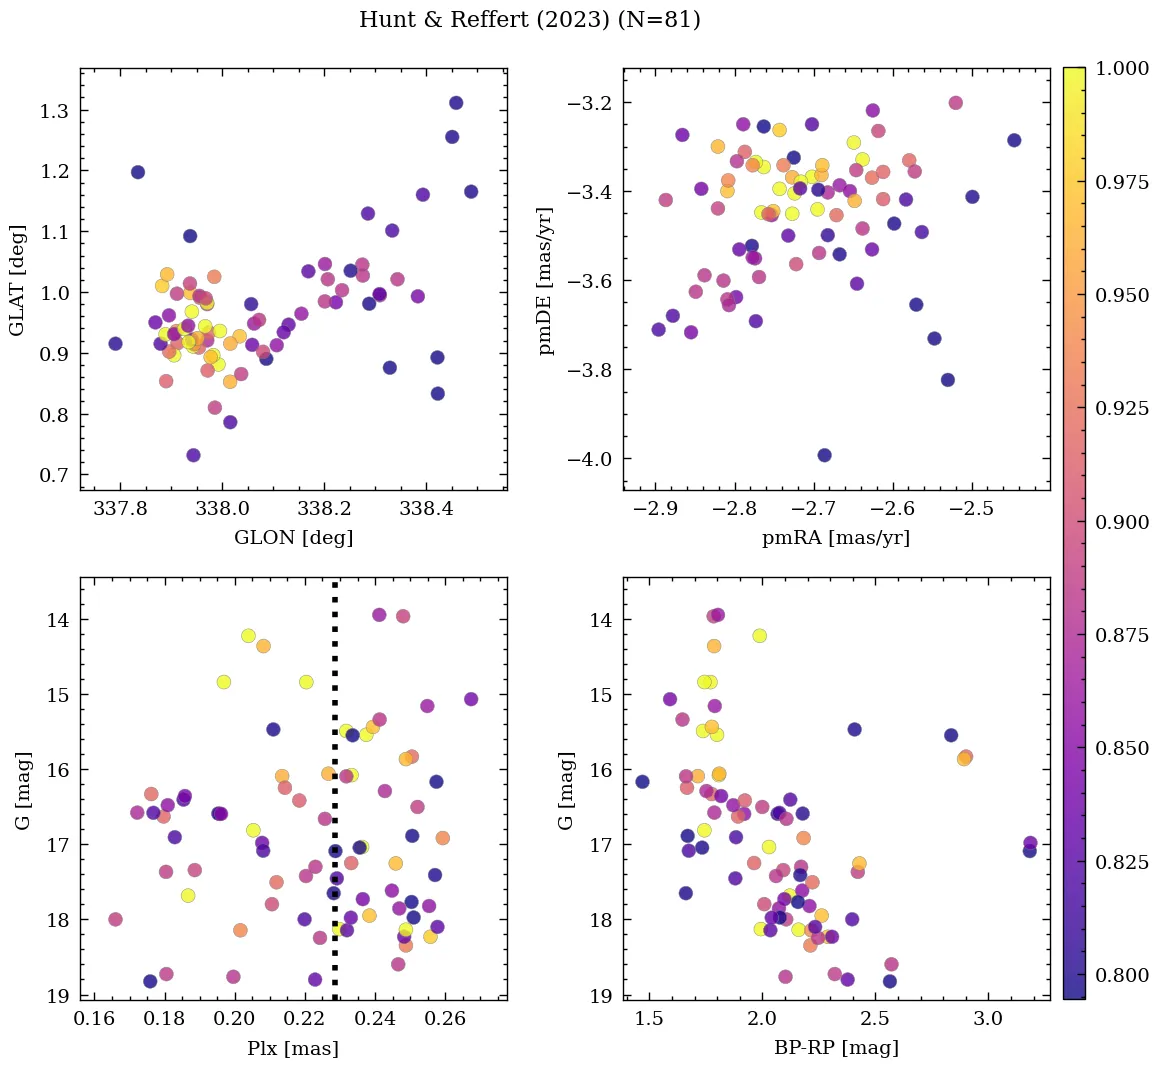 Hunt & Reffert (2023) (N=81)
1.3
1.2
1.1
1.0
0.9
0.8
0.7
GLAT [deg]
337.8 338.0 338.2 338.4
GLON [deg]
−3.2
−3.4
−3.6
−3.8
−4.0
pmDE [mas/yr]
−2.9 −2.8 −2.7 −2.6 −2.5
pmRA [mas/yr]
14
15
16
17
18
19
G [mag]
0.16 0.18 0.20 0.22 0.24 0.26
Plx [mas]
14
15
16
17
18
19
G [mag]
1.5 2.0 2.5 3.0
BP-RP [mag]
1.000
0.975
0.950
0.925
0.900
0.875
0.850
0.825
0.800